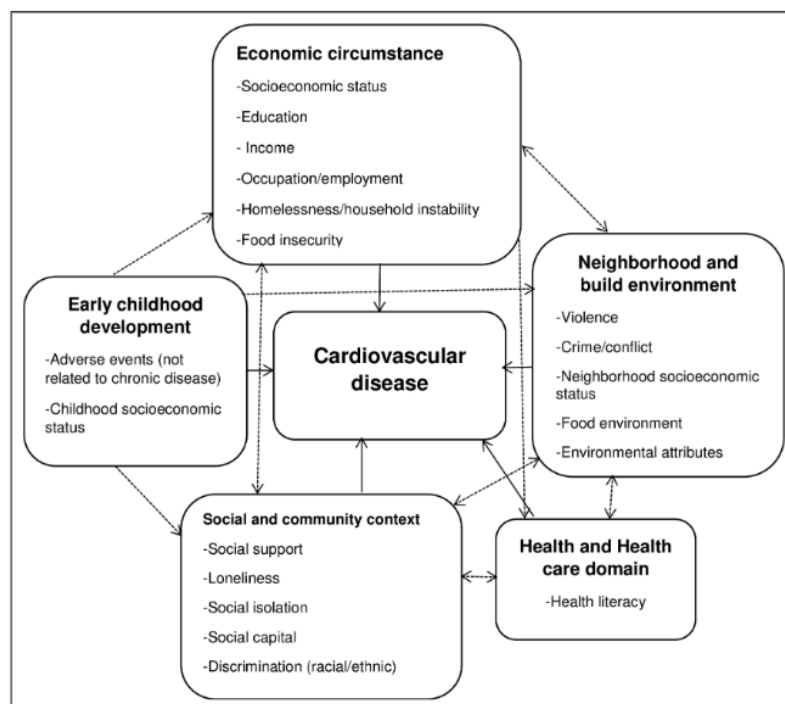 Economic circumstance
-Socioeconomic status
-Education
- Income
-Occupation/employment
-Homelessness/household instability
-Food insecurity
Early childhood
development
-Adverse events (not
related to chronic disease)
-Childhood socioeconomic
status
Cardiovascular
disease
Neighborhood and
build environment
-Violence
-Crime/conflict
-Neighborhood socioeconomic
status
-Food environment
-Environmental attributes
Social and community context
-Social support
-Loneliness
-Social isolation
-Social capital
-Discrimination (racial/ethnic)
Health and Health
care domain
-Health literacy